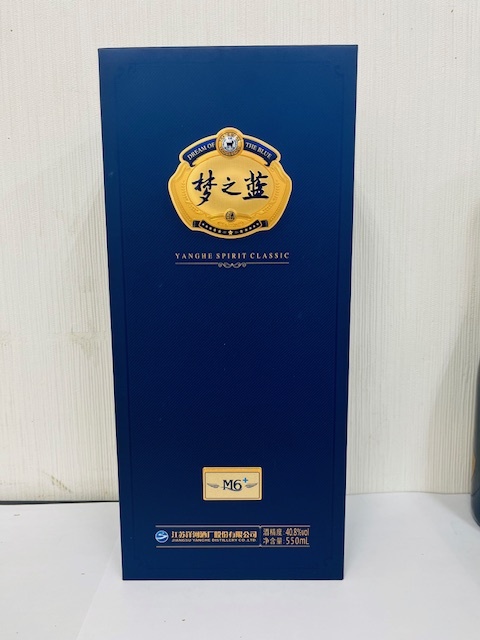 DREAM OF THE BLUE
梦之蓝
YANGHE SPIRIT CLASSIC
M6+
江苏洋河酒厂股份有限公司
JIANGSU YANGHE DISTILLERY CO.,LTD.
酒精度:40.8%vol
净含量:550mL